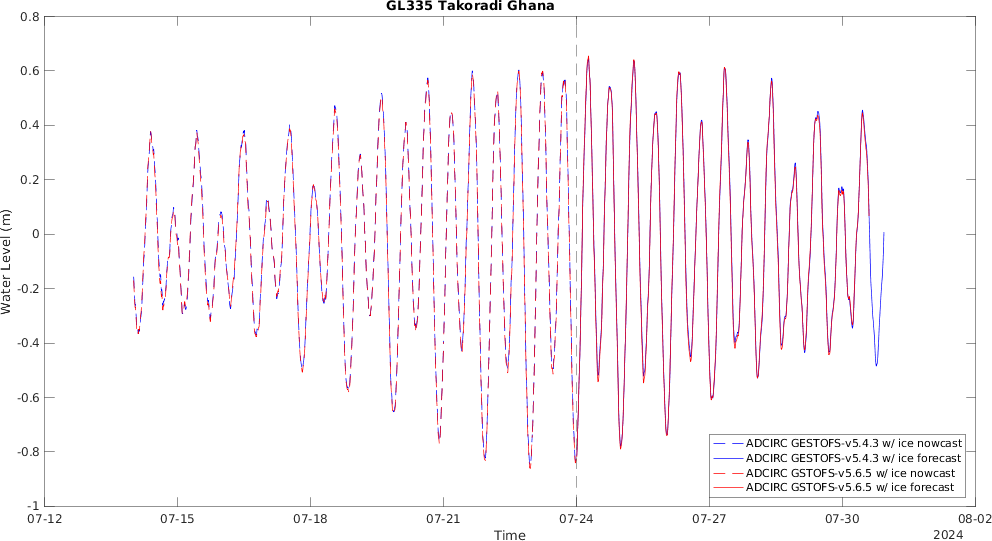 GL335 Takoradi Ghana
0.8
0.6
0.4
0.2
0
-0.2
-0.4
-0.6
-0.8
-1
Water Level (m)
ADCIRC GESTOFS-v5.4.3 w/ ice nowcast
ADCIRC GESTOFS-v5.4.3 w/ ice forecast
ADCIRC GSTOFS-v5.6.5 w/ ice nowcast
ADCIRC GSTOFS-v5.6.5 w/ ice forecast
07-12 07-15 07-18 07-21 07-24 07-27 07-30 08-02
Time
2024